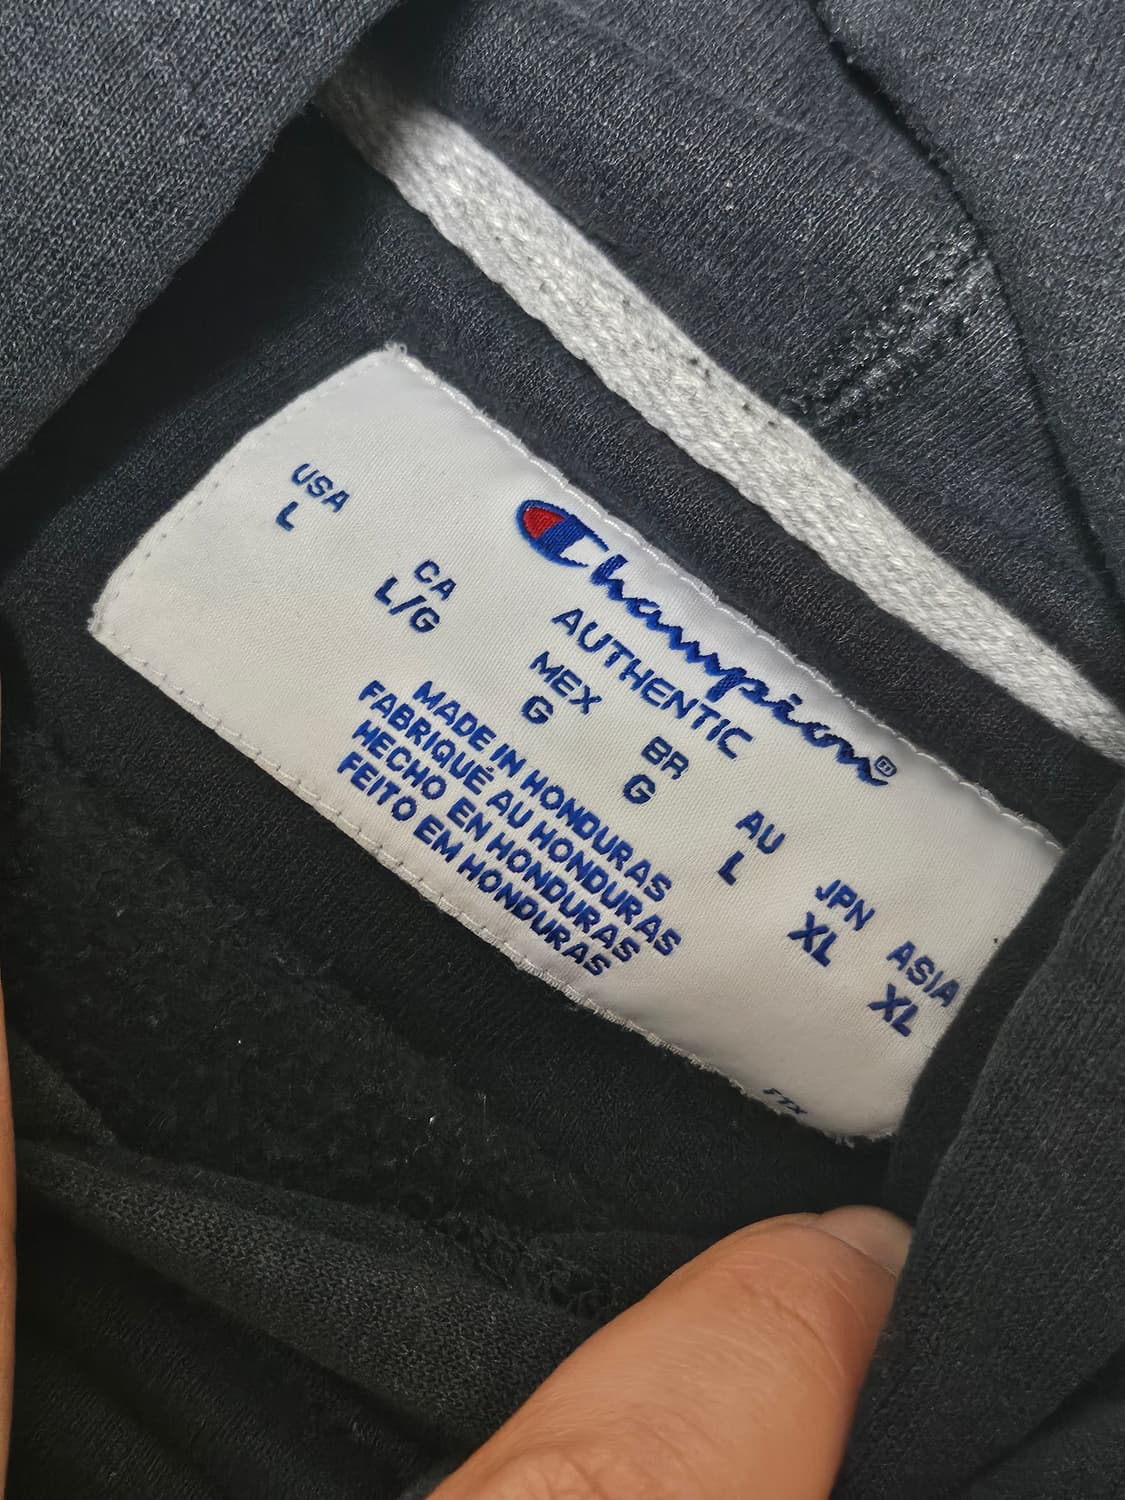 Champion®
AUTHENTIC
USA CA MEX BR AU JPN ASIA
L L/G G G L XL XL
MADE IN HONDURAS
FABRIQUÉ AU HONDURAS
HECHO EN HONDURAS
FEITO EM HONDURAS
FTX